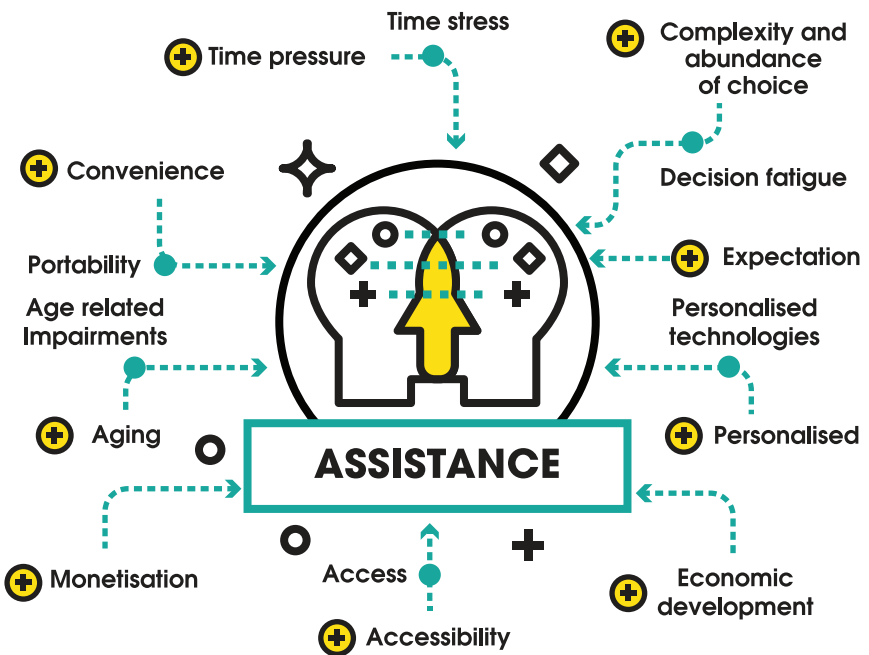 Time stress
Time pressure
Complexity and
abundance
of choice
Convenience
Decision fatigue
Portability
Expectation
Age related
Impairments
Personalised
technologies
Aging
Personalised
ASSISTANCE
Monetisation
Access
Economic
development
Accessibility